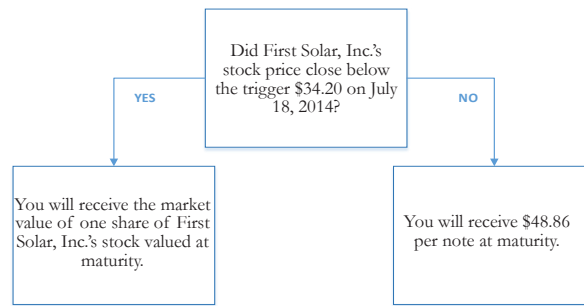 Did First Solar, Inc.'s
stock price close below
the trigger $34.20 on July
18, 2014?
YES
NO
You will receive the market
value of one share of First
Solar, Inc.'s stock valued at
maturity.
You will receive $48.86
per note at maturity.